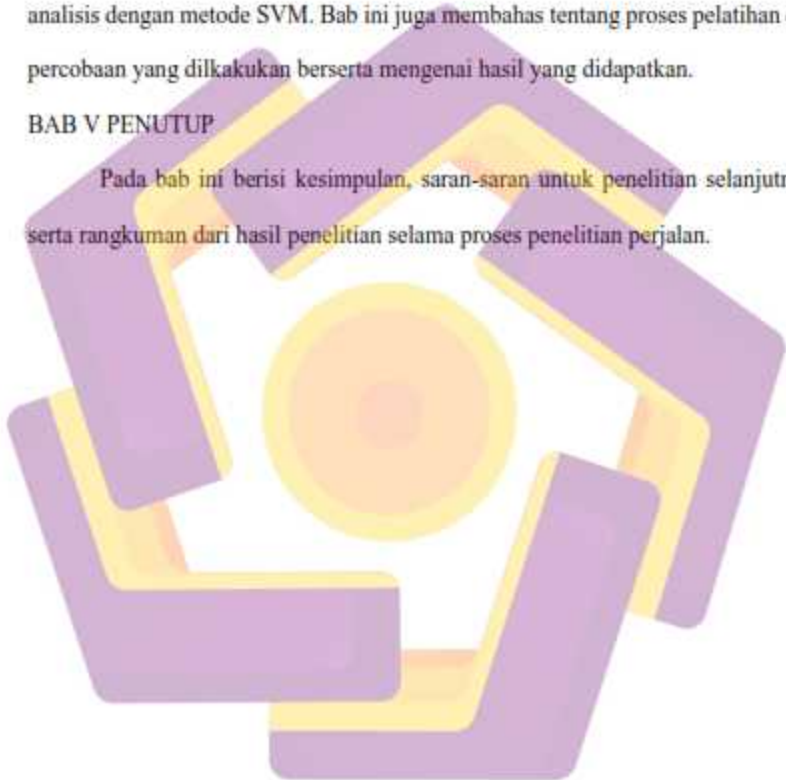 analisis dengan metode SVM. Bab ini juga membahas tentang proses pelatihan
percobaan yang dilkakukan berserta mengenai hasil yang didapatkan.
BAB V PENUTUP
Pada bab ini berisi kesimpulan, saran-saran untuk penelitian
serta rangkuman dari hasil penelitian selama proses penelitian perjalan.